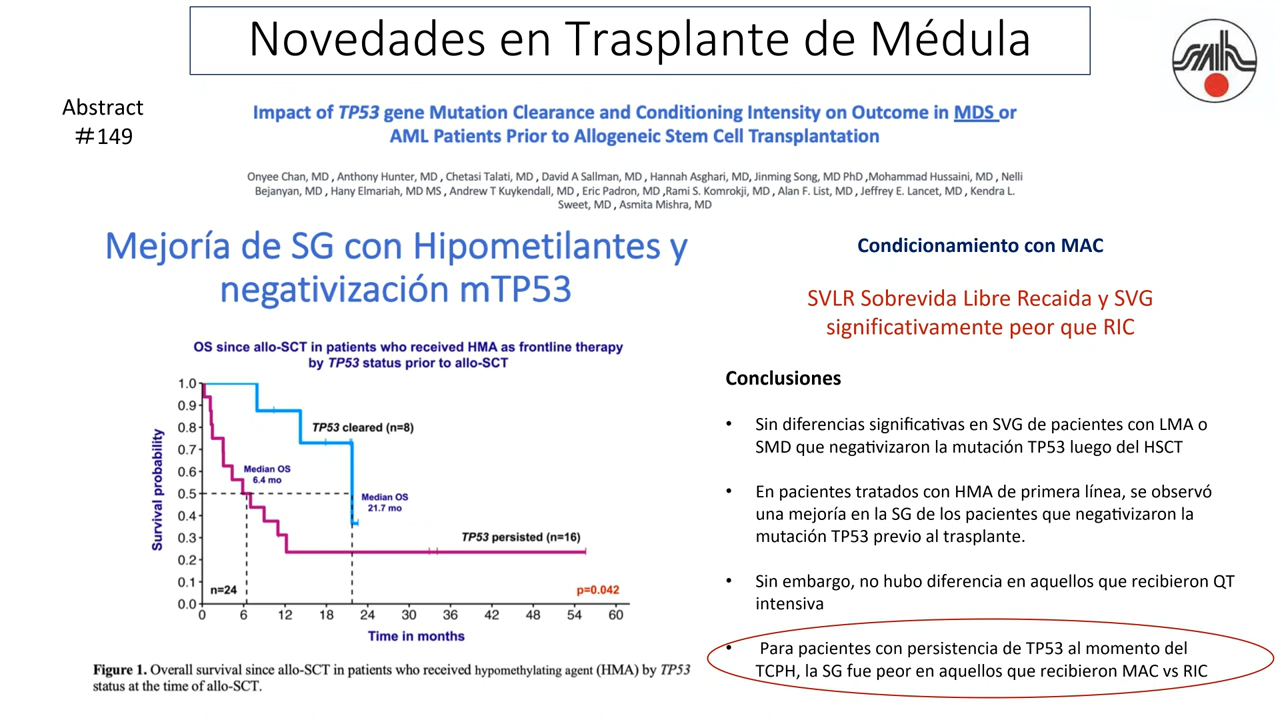 Novedades en Trasplante de Médula
Abstract
#149
Impact of TP53 gene Mutation Clearance and Conditioning Intensity on Outcome in MDS or
AML Patients Prior to Allogeneic Stem Cell Transplantation
Onyee Chan, MD , Anthony Hunter, MD , Chetasi Talati, MD , David A Sallman, MD , Hannah Asghari, MD, Jinming Song, MD PhD ,Mohammad Hussaini, MD , Nelli
Bejanyan, MD , Hany Elmariah, MD MS , Andrew T Kuykendall, MD , Eric Padron, MD ,Rami S. Komrokji, MD , Alan F. List, MD , Jeffrey E. Lancet, MD , Kendra L.
Sweet, MD , Asmita Mishra, MD
Mejoría de SG con Hipometilantes y
negativización mTP53
OS since allo-SCT in patients who received HMA as frontline therapy
by TP53 status prior to allo-SCT
Survival probability
1.0
0.9
0.8
0.7
0.6
0.5
0.4
0.3
0.2
0.1
0.0
TP53 cleared (n=8)
Median OS
6.4 mo
Median OS
21.7 mo
TP53 persisted (n=16)
n=24
p=0.042
0 6 12 18 24 30 36 42 48 54 60
Time in months
Figure 1. Overall survival since allo-SCT in patients who received hypomethylating agent (HMA) by TP53
status at the time of allo-SCT.
Condicionamiento con MAC
SVLR Sobrevida Libre Recaida y SVG
significativamente peor que RIC
Conclusiones
• Sin diferencias significativas en SVG de pacientes con LMA o
SMD que negativizaron la mutación TP53 luego del HSCT
• En pacientes tratados con HMA de primera línea, se observó
una mejoría en la SG de los pacientes que negativizaron la
mutación TP53 previo al trasplante.
• Sin embargo, no hubo diferencia en aquellos que recibieron QT
intensiva
• Para pacientes con persistencia de TP53 al momento del
TCPH, la SG fue peor en aquellos que recibieron MAC vs RIC